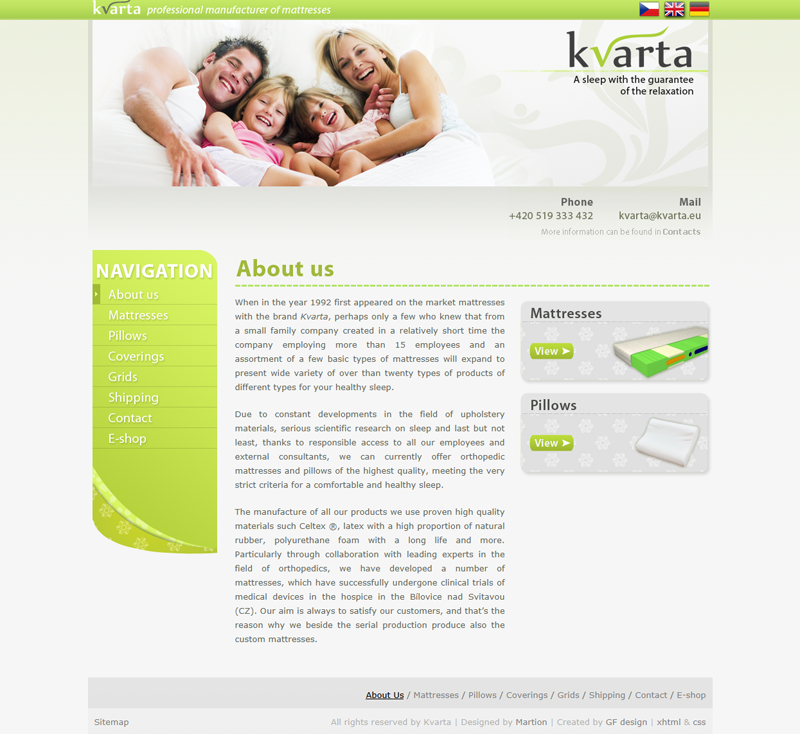 kvarta professional manufacturer of mattresses
kvarta
A sleep with the guarantee
of the relaxation
Phone
+420 519 333 432
Mail
kvarta@kvarta.eu
More information can be found in Contacts
NAVIGATION
About us
Mattresses
Pillows
Coverings
Grids
Shipping
Contact
E-shop
About us
When in the year 1992 first appeared on the market mattresses
with the brand Kvarta, perhaps only a few who knew that from
a small family company created in a relatively short time the
company employing more than 15 employees and an
assortment of a few basic types of mattresses will expand to
present wide variety of over than twenty types of products of
different types for your healthy sleep.
Due to constant developments in the field of upholstery
materials, serious scientific research on sleep and last but not
least, thanks to responsible access to all our employees and
external consultants, we can currently offer orthopedic
mattresses and pillows of the highest quality, meeting the very
strict criteria for a comfortable and healthy sleep.
The manufacture of all our products we use proven high quality
materials such Celtex ®, latex with a high proportion of natural
rubber, polyurethane foam with a long life and more.
Particularly through collaboration with leading experts in the
field of orthopedics, we have developed a number of
mattresses, which have successfully undergone clinical trials of
medical devices in the hospice in the Bílovice nad Svitavou
(CZ). Our aim is always to satisfy our customers, and that's the
reason why we beside the serial production produce also the
custom mattresses.
Mattresses
View
Pillows
View
About Us / Mattresses / Pillows / Coverings / Grids / Shipping / Contact / E-shop
Sitemap
All rights reserved by Kvarta | Designed by Martion | Created by GF design | xhtml & css